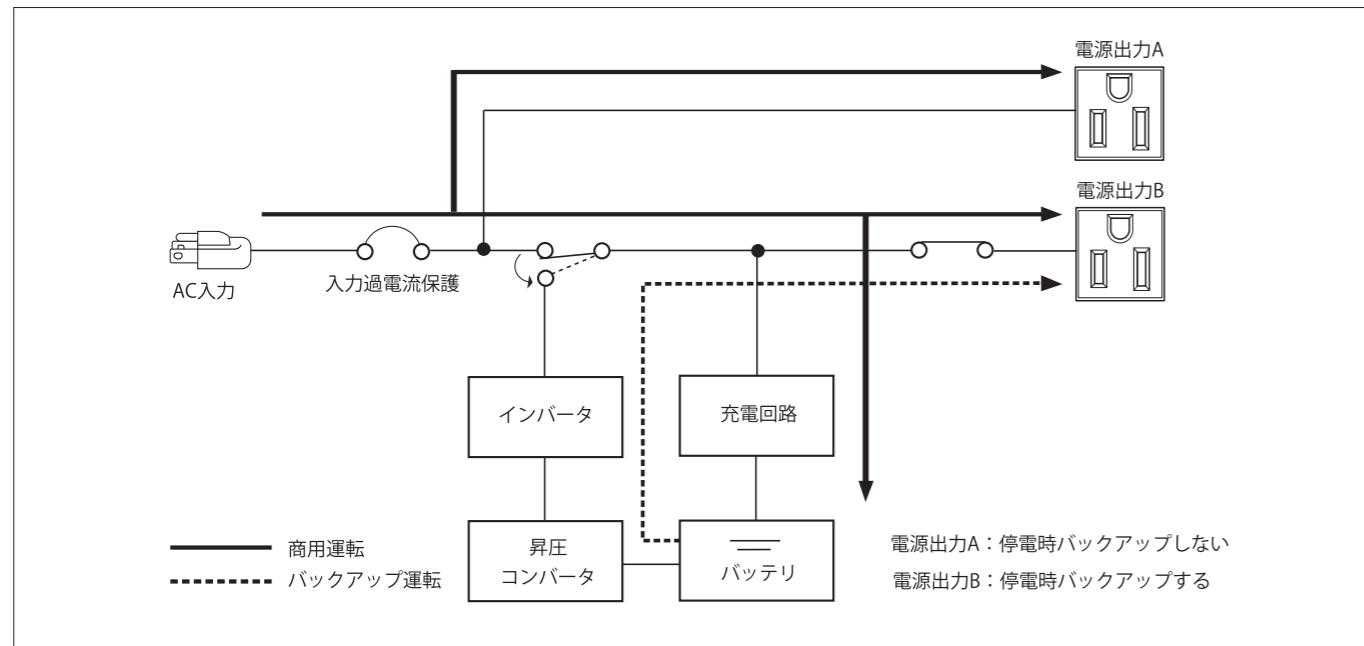 電源出力A
電源出力B
AC入力
入力過電流保護
インバータ
充電回路
商用運転
バックアップ運転
昇圧
コンバータ
バッテリ
電源出力A：停電時バックアップしない
電源出力B：停電時バックアップする